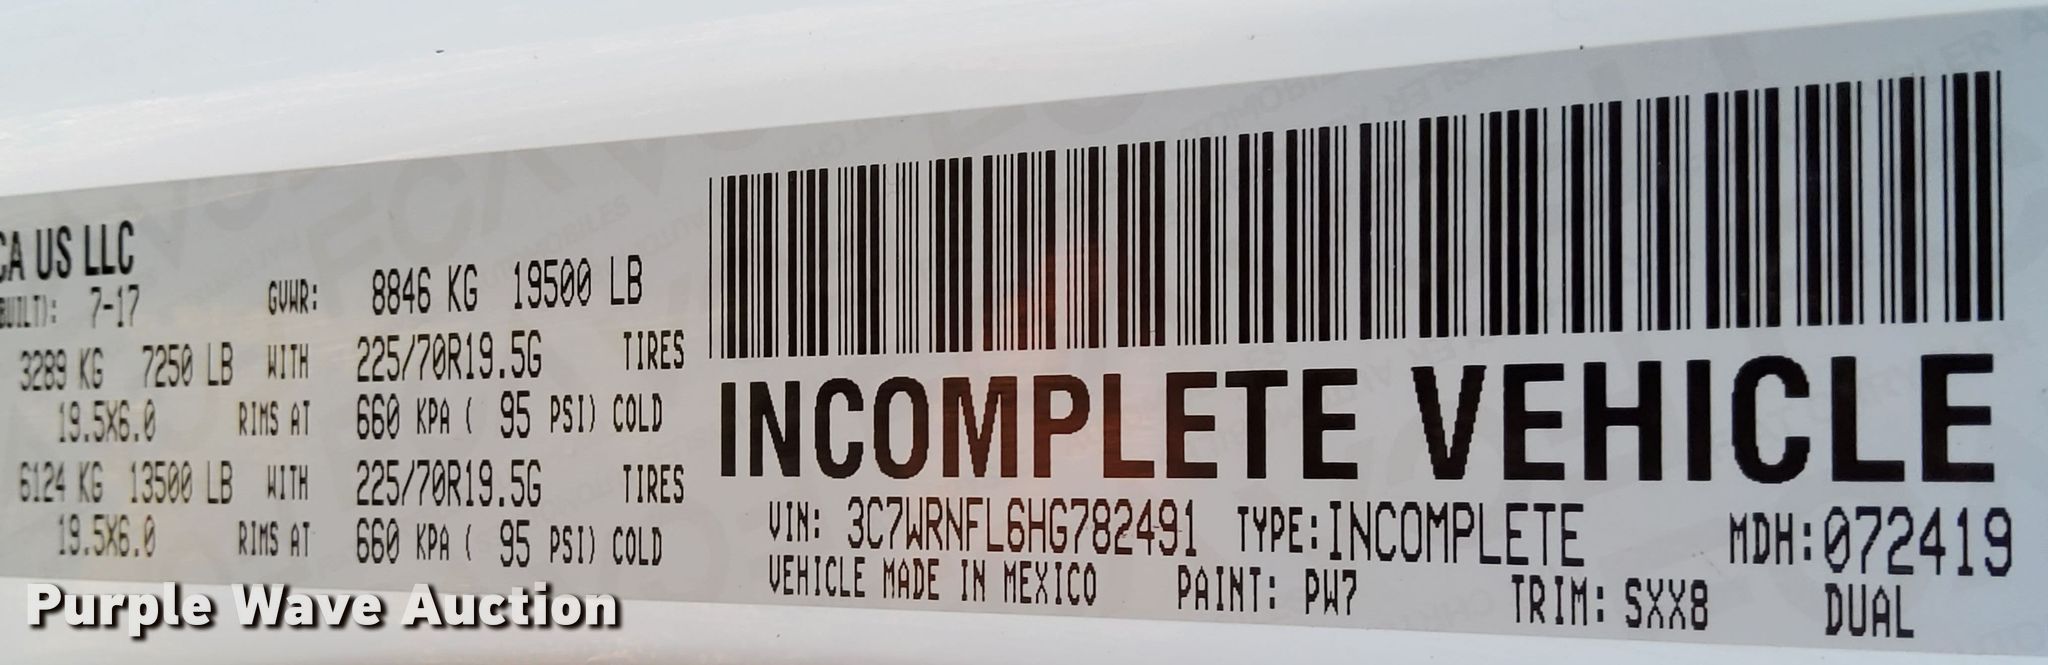 CA US LLC
BUILT): 7-17 GVWR: 8846 KG 19500 LB
3289 KG 7250 LB WITH 225/70R19.5G TIRES
19.5X6.0 RIMS AT 660 KPA ( 95 PSI) COLD
6124 KG 13500 LB WITH 225/70R19.5G TIRES
19.5X6.0 RIMS AT 660 KPA ( 95 PSI) COLD
INCOMPLETE VEHICLE
VIN: 3C7WRNFL6HG782491 TYPE: INCOMPLETE MDH: 072419
VEHICLE MADE IN MEXICO PAINT: PW7 TRIM: SXX8 DUAL
Purple Wave Auction